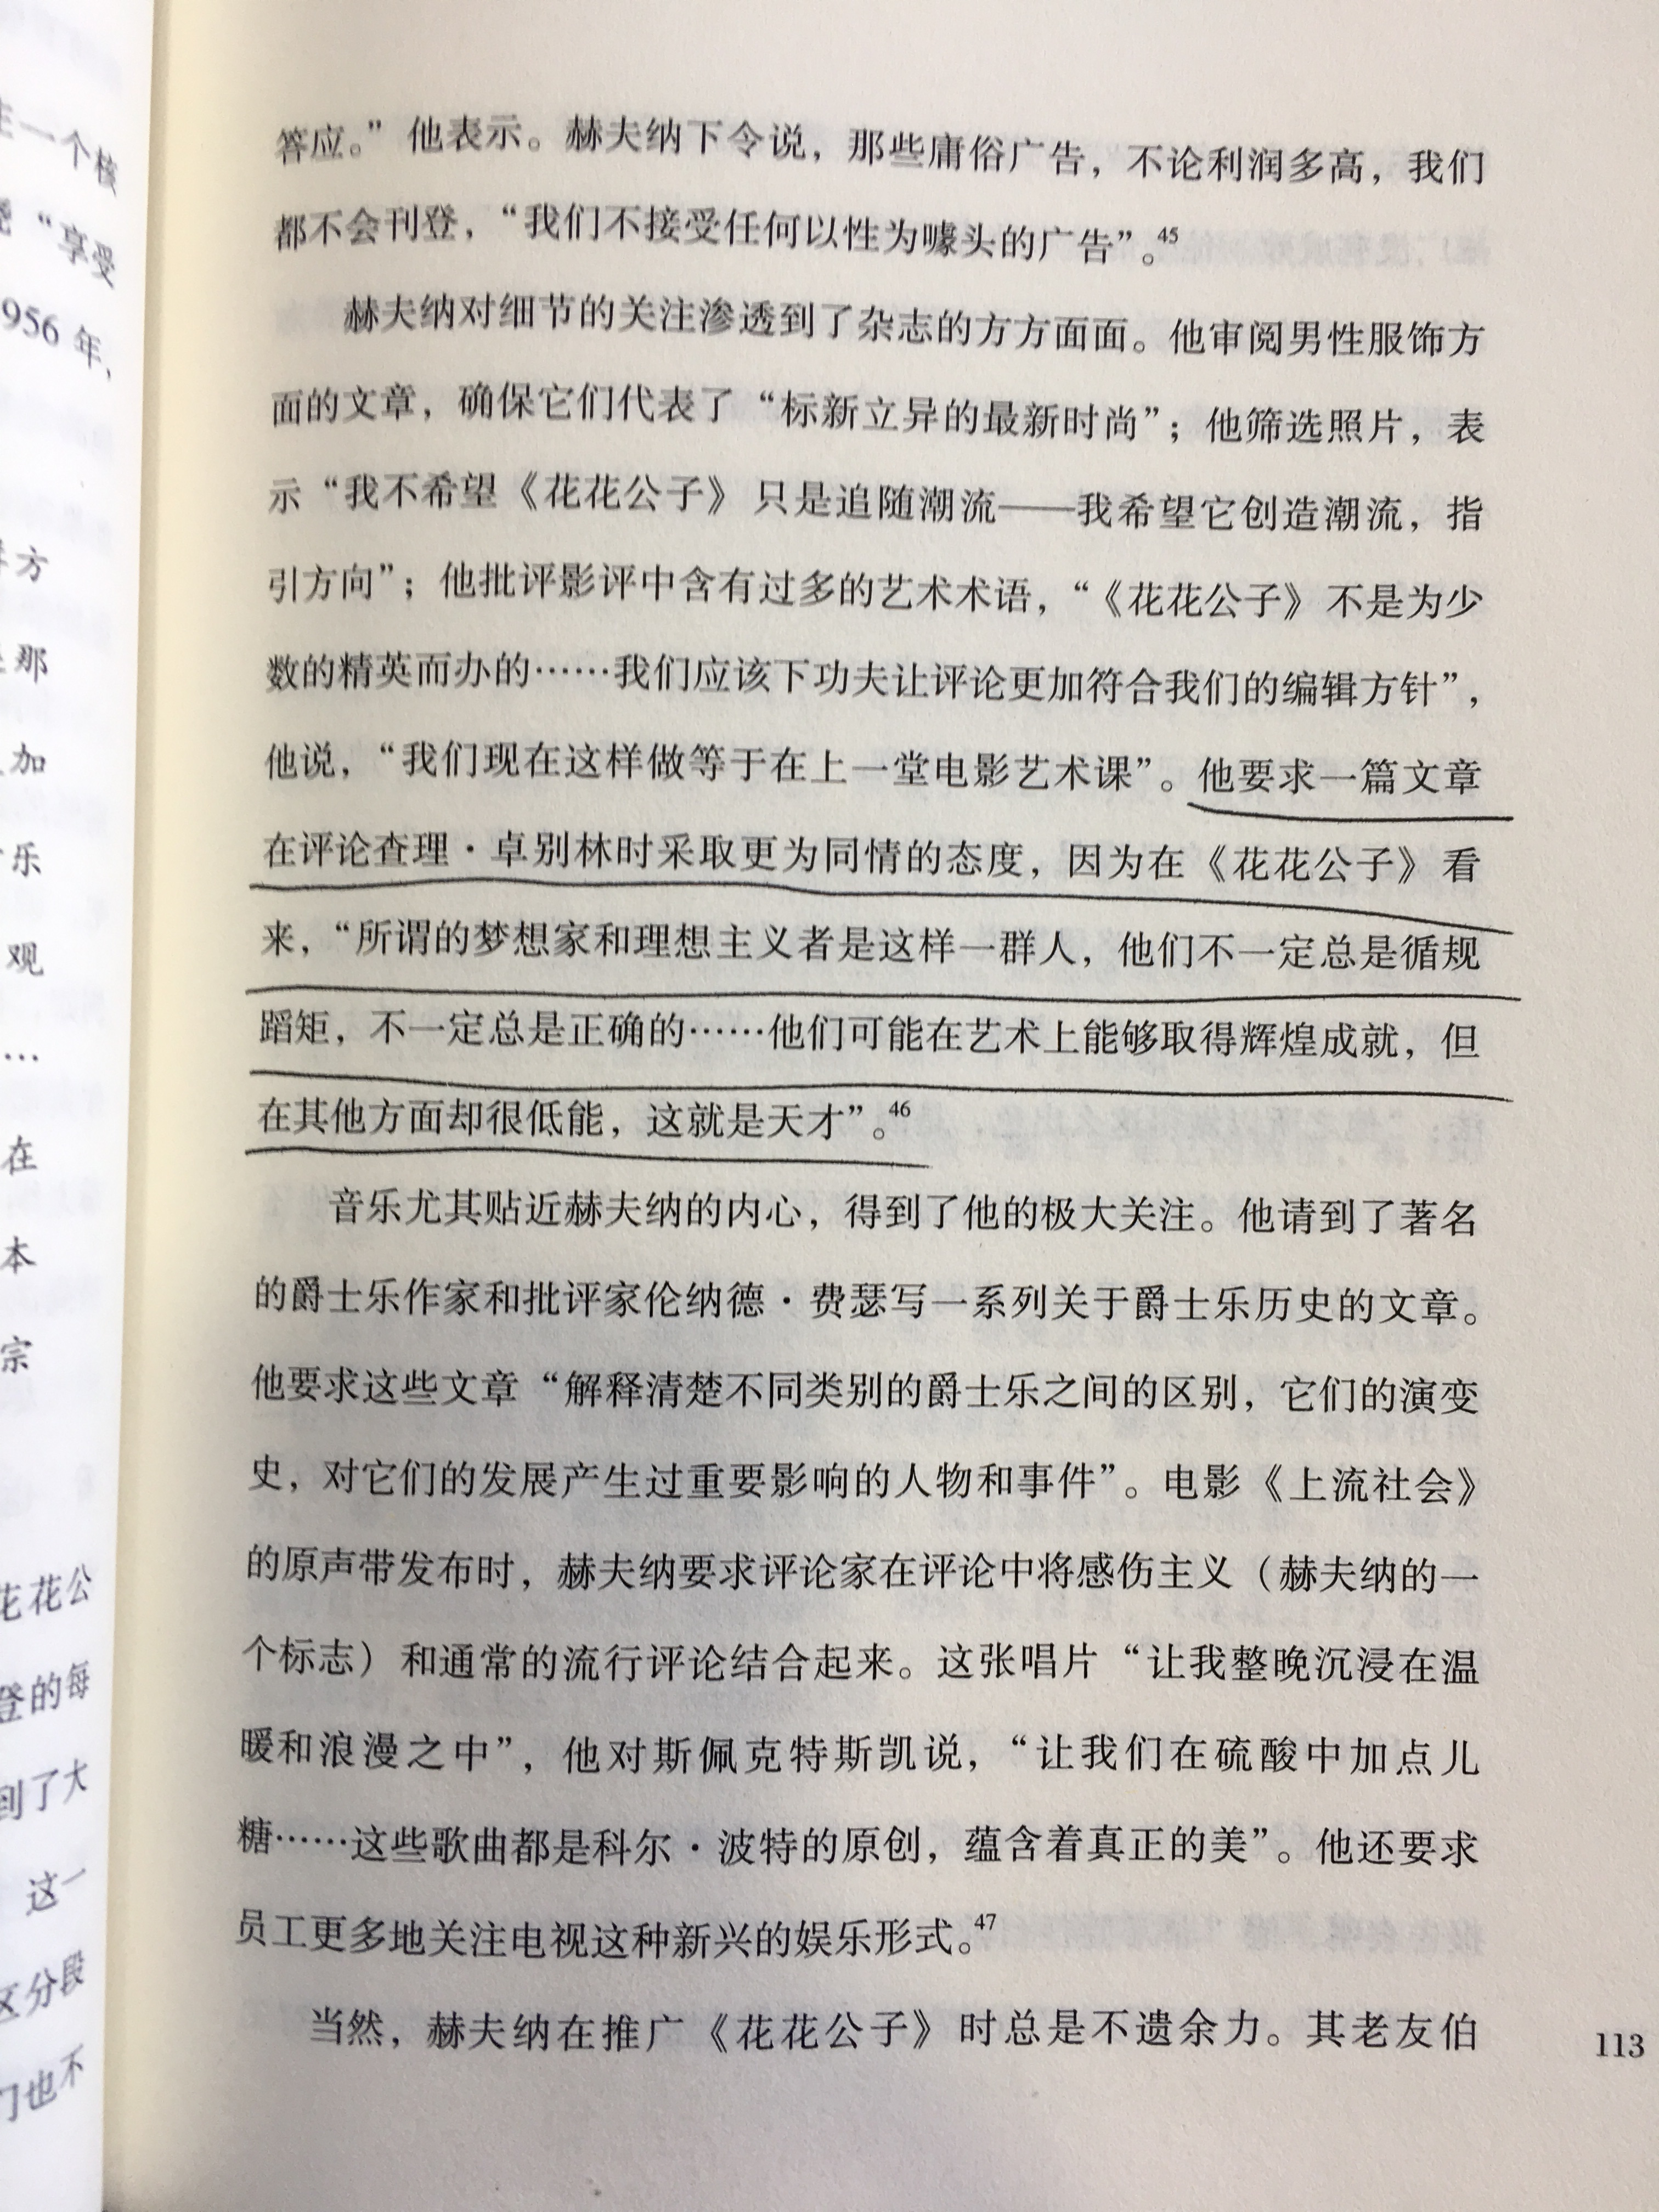 主一个核
“享受
956 年，
方
那
加
乐
观
…
在
本
宗
花花公
登的每
到了大
这一
区分段
门也不
答应。”他表示。赫夫纳下令说，那些庸俗广告，不论利润多高，我们
都不会刊登，“我们不接受任何以性为噱头的广告”。45
赫夫纳对细节的关注渗透到了杂志的方方面面。他审阅男性服饰方
面的文章，确保它们代表了“标新立异的最新时尚”；他筛选照片，表
示“我不希望《花花公子》只是追随潮流——我希望它创造潮流，指
引方向”；他批评影评中含有过多的艺术术语，“《花花公子》不是为少
数的精英而办的……我们应该下功夫让评论更加符合我们的编辑方针”，
他说，“我们现在这样做等于在上一堂电影艺术课”。他要求一篇文章
在评论查理·卓别林时采取更为同情的态度，因为在《花花公子》看
来，“所谓的梦想家和理想主义者是这样一群人，他们不一定总是循规
蹈矩，不一定总是正确的……他们可能在艺术上能够取得辉煌成就，但
在其他方面却很低能，这就是天才”。46
音乐尤其贴近赫夫纳的内心，得到了他的极大关注。他请到了著名
的爵士乐作家和批评家伦纳德·费瑟写一系列关于爵士乐历史的文章。
他要求这些文章“解释清楚不同类别的爵士乐之间的区别，它们的演变
史，对它们的发展产生过重要影响的人物和事件”。电影《上流社会》
的原声带发布时，赫夫纳要求评论家在评论中将感伤主义（赫夫纳的一
个标志）和通常的流行评论结合起来。这张唱片“让我整晚沉浸在温
暖和浪漫之中”，他对斯佩克特斯凯说，“让我们在硫酸中加点儿
糖……这些歌曲都是科尔·波特的原创，蕴含着真正的美”。他还要求
员工更多地关注电视这种新兴的娱乐形式。47
当然，赫夫纳在推广《花花公子》时总是不遗余力。其老友伯
113